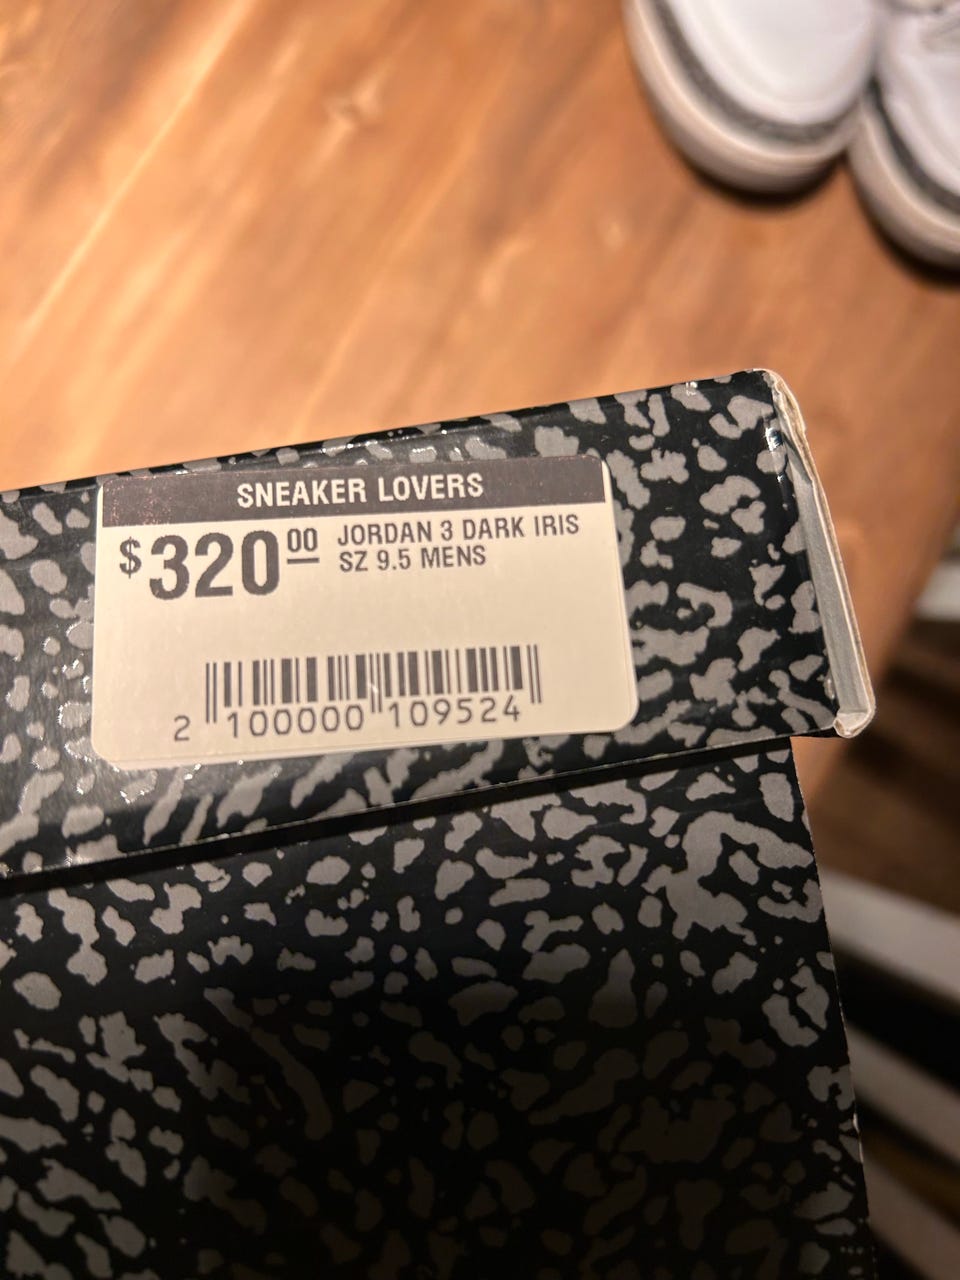 SNEAKER LOVERS
$320 00 JORDAN 3 DARK IRIS
SZ 9.5 MENS
2 100000 109524